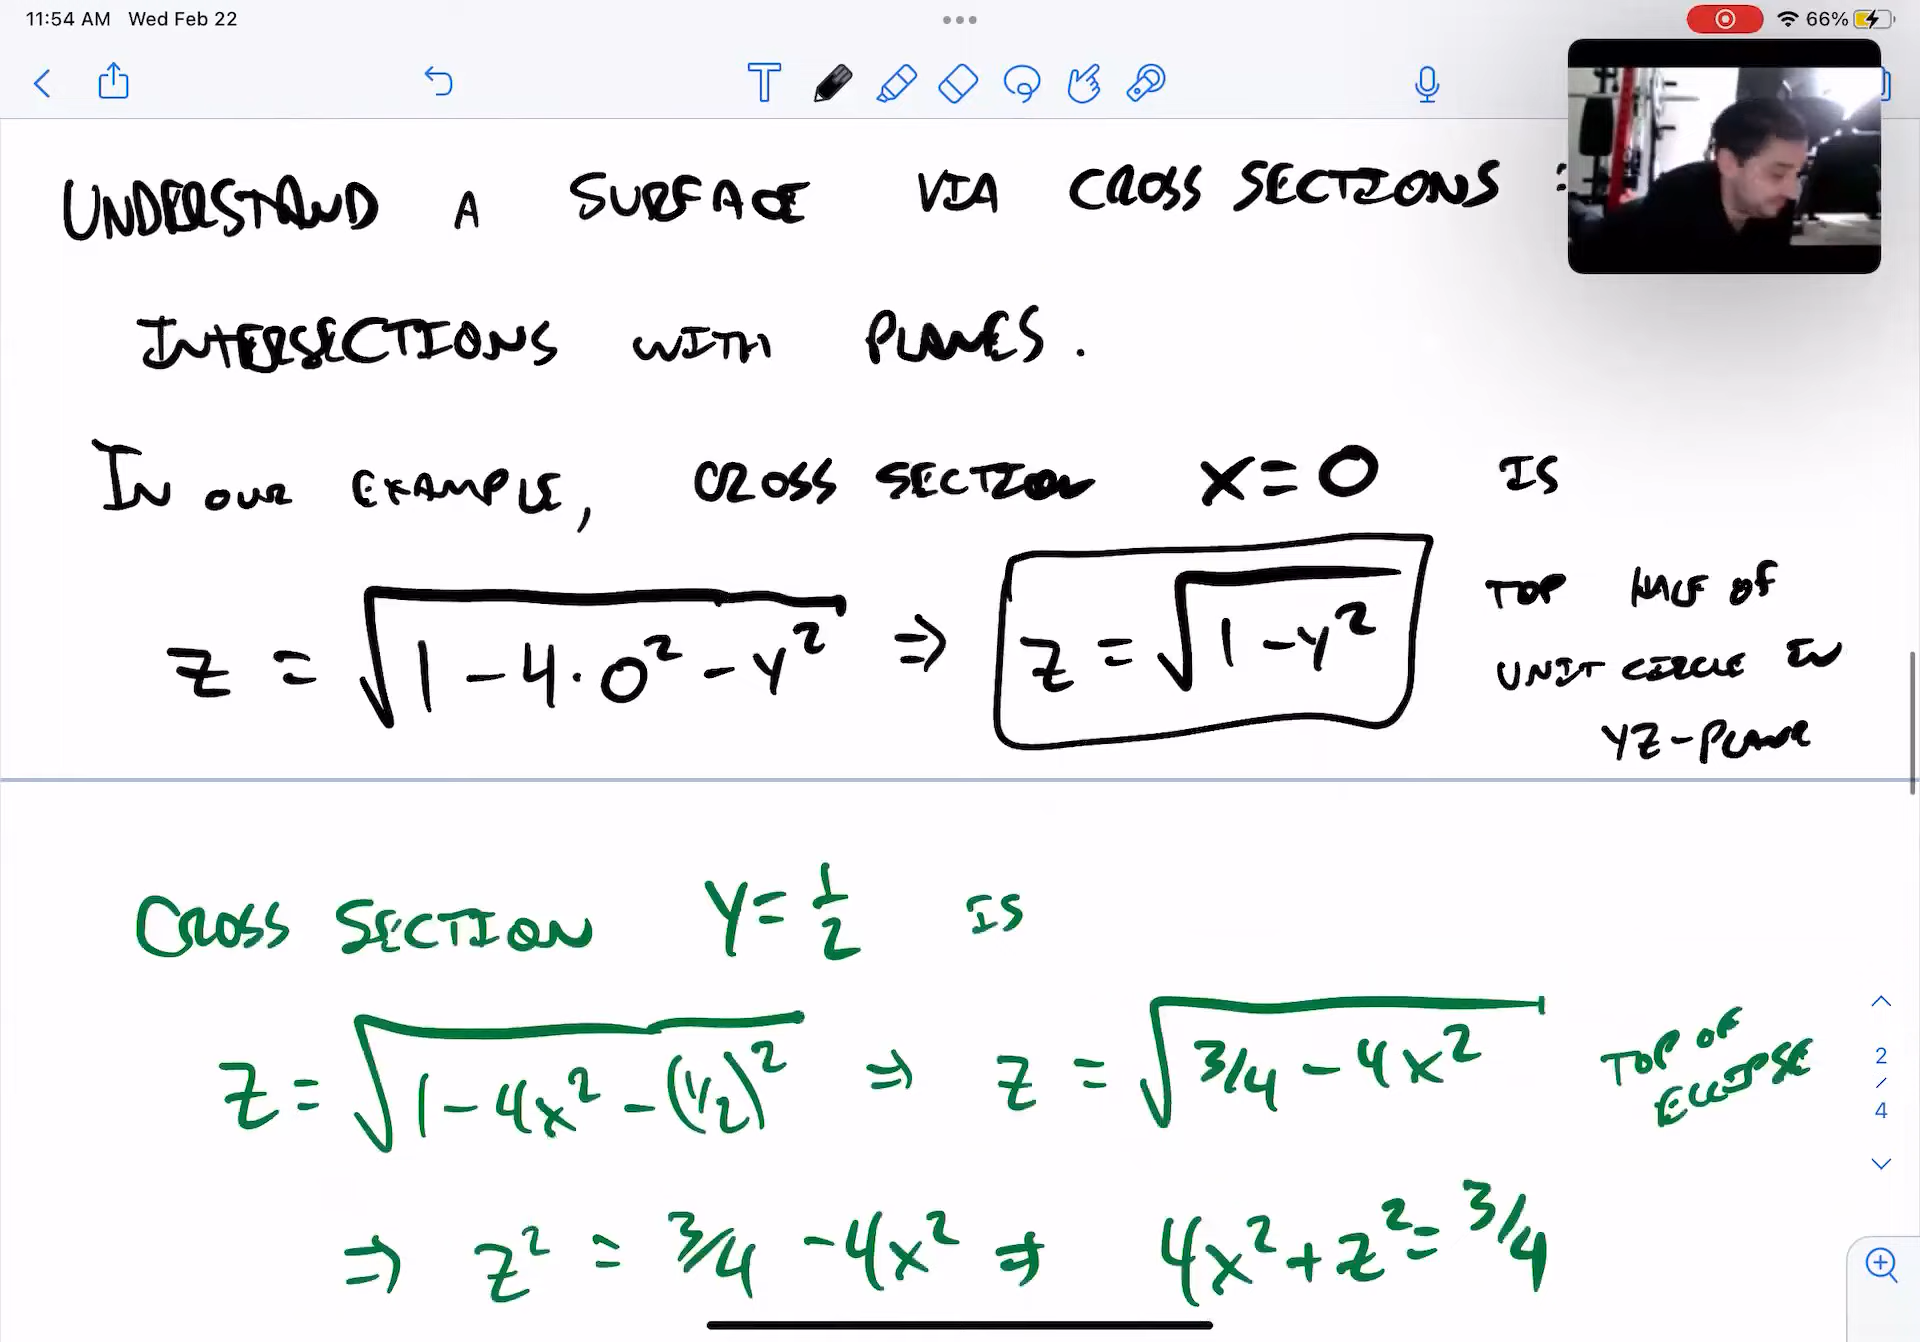 11:54 AM Wed Feb 22
66%
UNDERSTAND A SURFACE VIA CROSS SECTIONS :
INTERSECTIONS WITH PLANES.
IN OUR EXAMPLE, CROSS SECTION X=0 IS
z = √(1-4·0²-y²) ⇒ z = √(1-y²) TOP HALF OF
UNIT CIRCLE IN
YZ-PLANE
CROSS SECTION Y=1/2 IS
z = √(1-4x²-(1/2)²) ⇒ z = √(3/4-4x²) TOP OF
ELLIPSE
⇒ z² = 3/4 -4x² ⇒ 4x²+z²=3/4
2
/
4